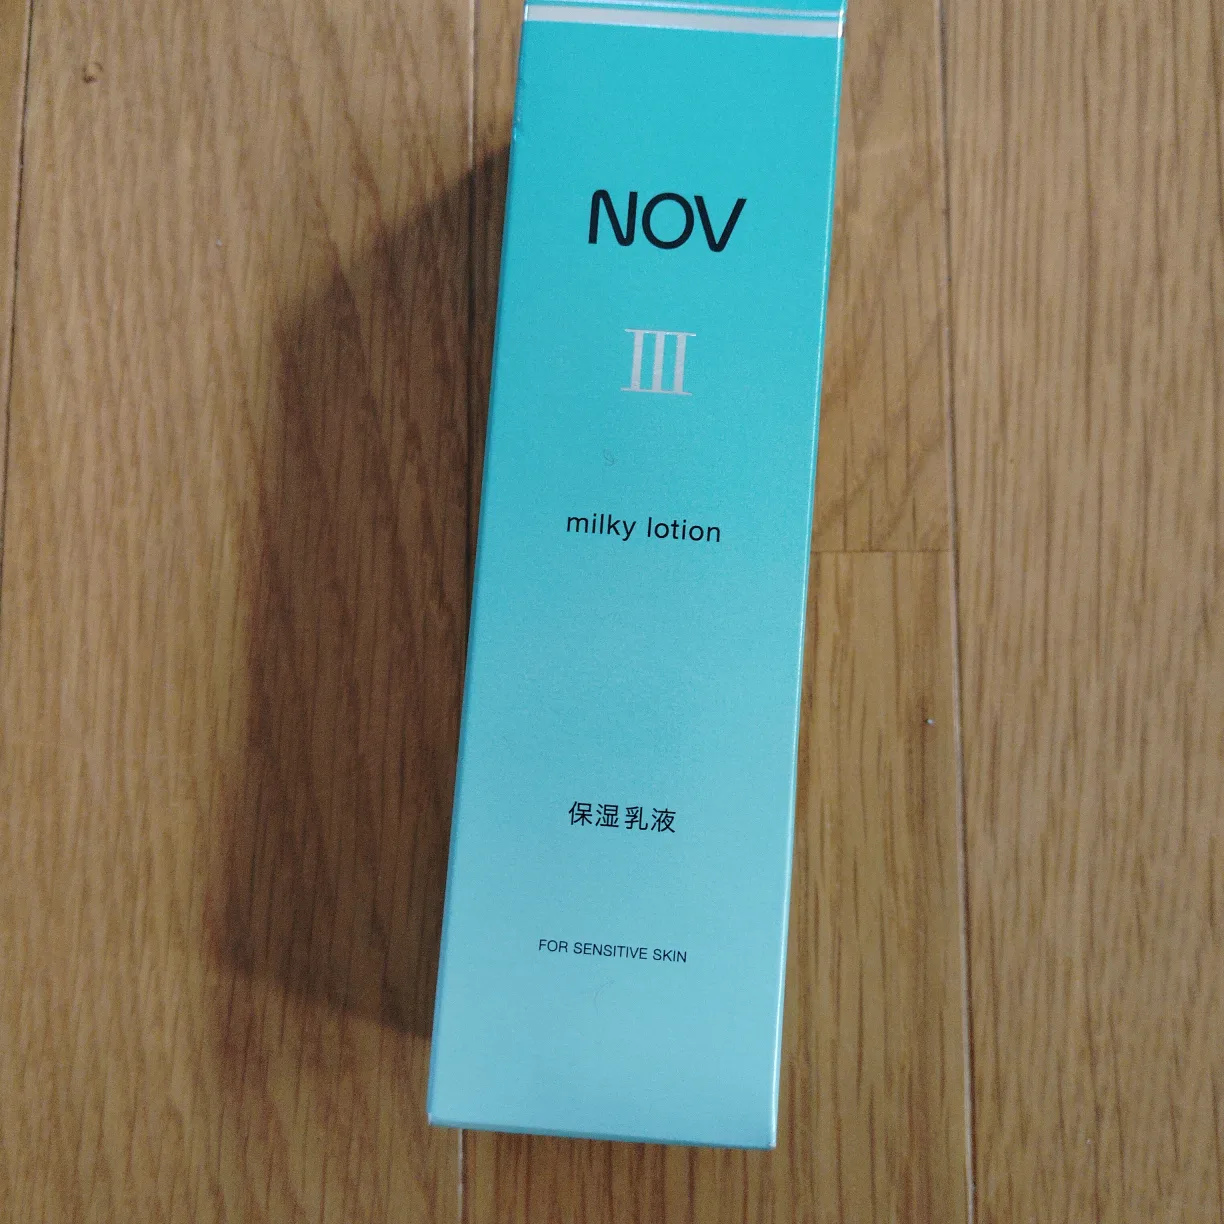 NOV
III
milky lotion
保湿乳液
FOR SENSITIVE SKIN